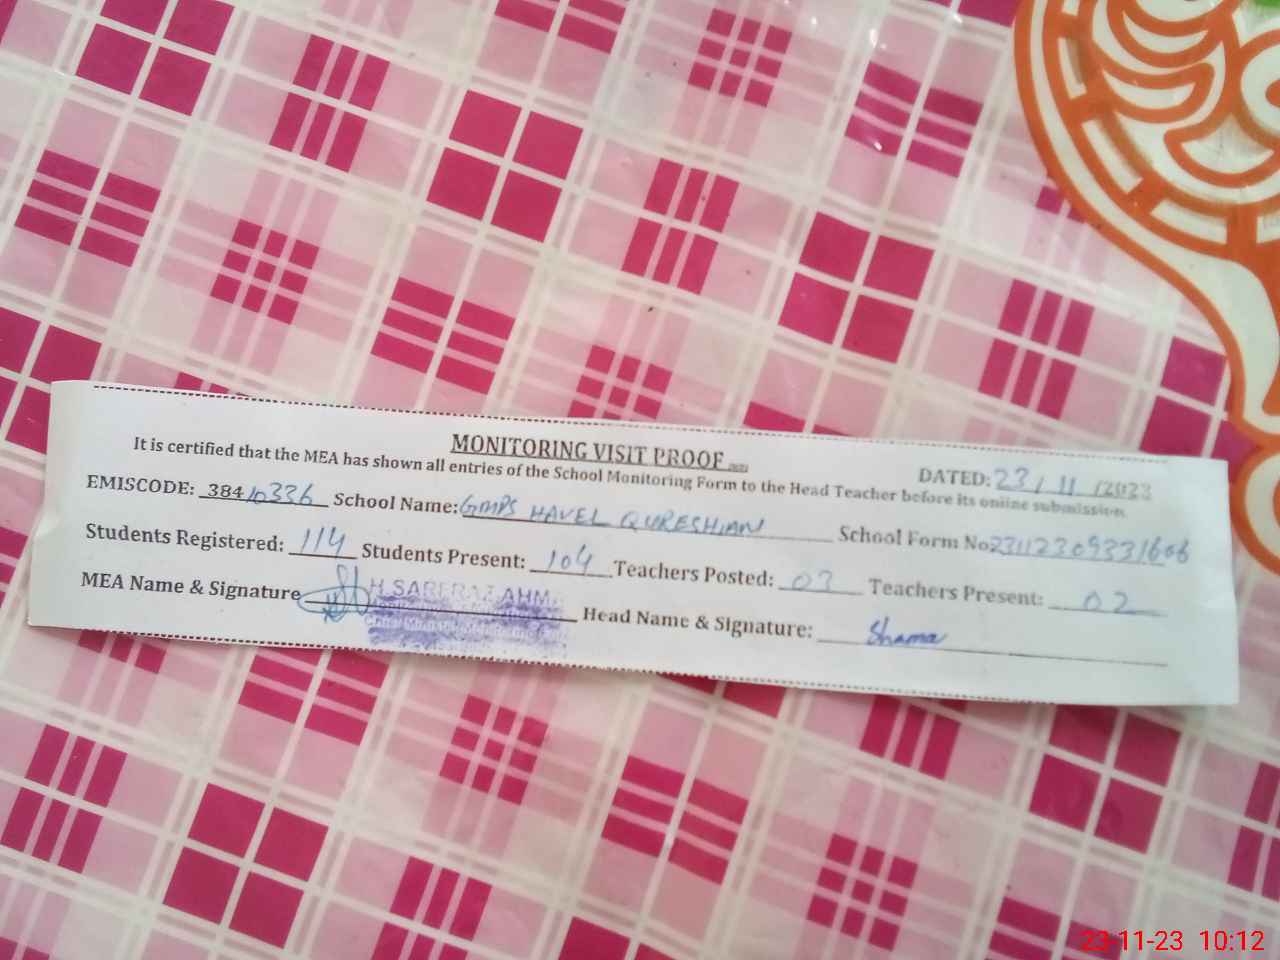 MONITORING VISIT PROOF
DATED: 23/11/2023
It is certified that the MEA has shown all entries of the School Monitoring Form to the Head Teacher before its online submission.
EMISCODE: 38410336 School Name: GMPS HAVEL QURESHIAN School Form No 23112309331606
Students Registered: 114 Students Present: 104 Teachers Posted: 03 Teachers Present: 02
MEA Name & Signature Head Name & Signature: Shama
23-11-23 10:12